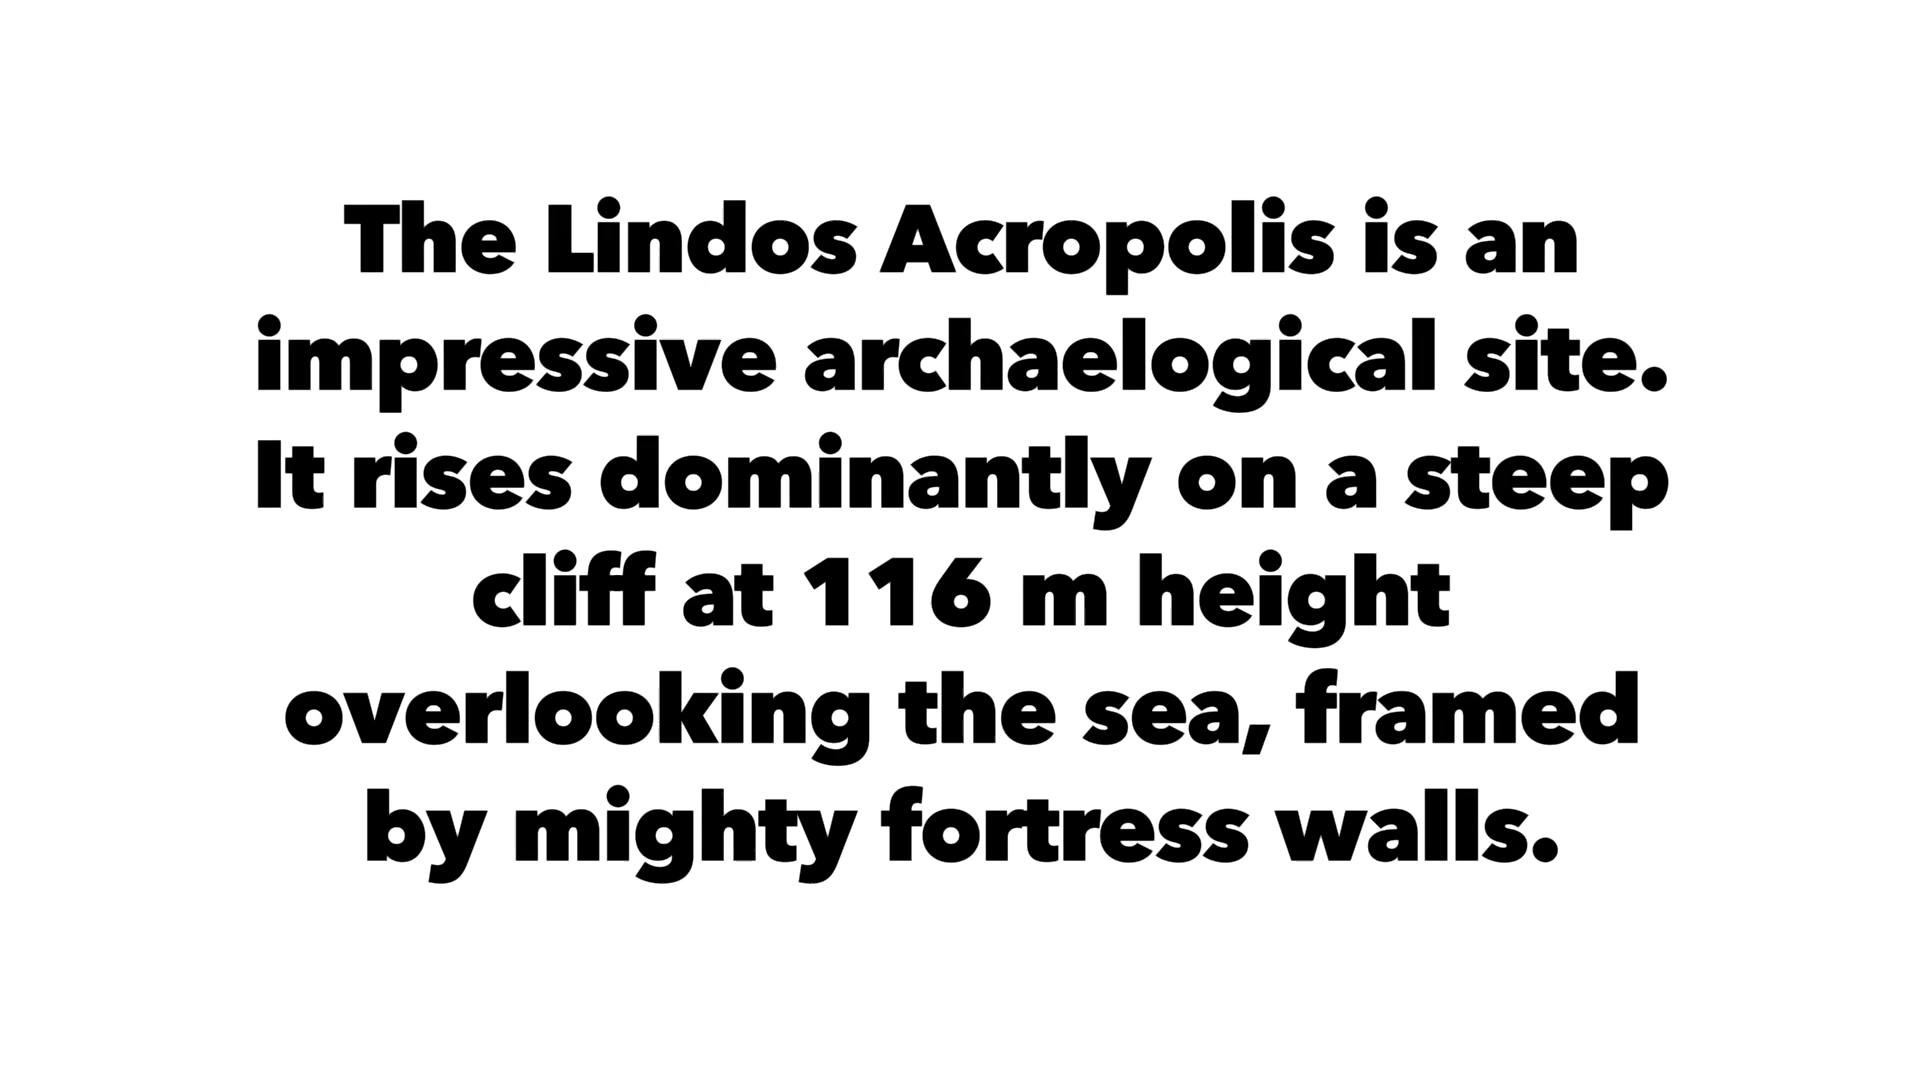 The Lindos Acropolis is an
impressive archaelogical site.
It rises dominantly on a steep
cliff at 116 m height
overlooking the sea, framed
by mighty fortress walls.